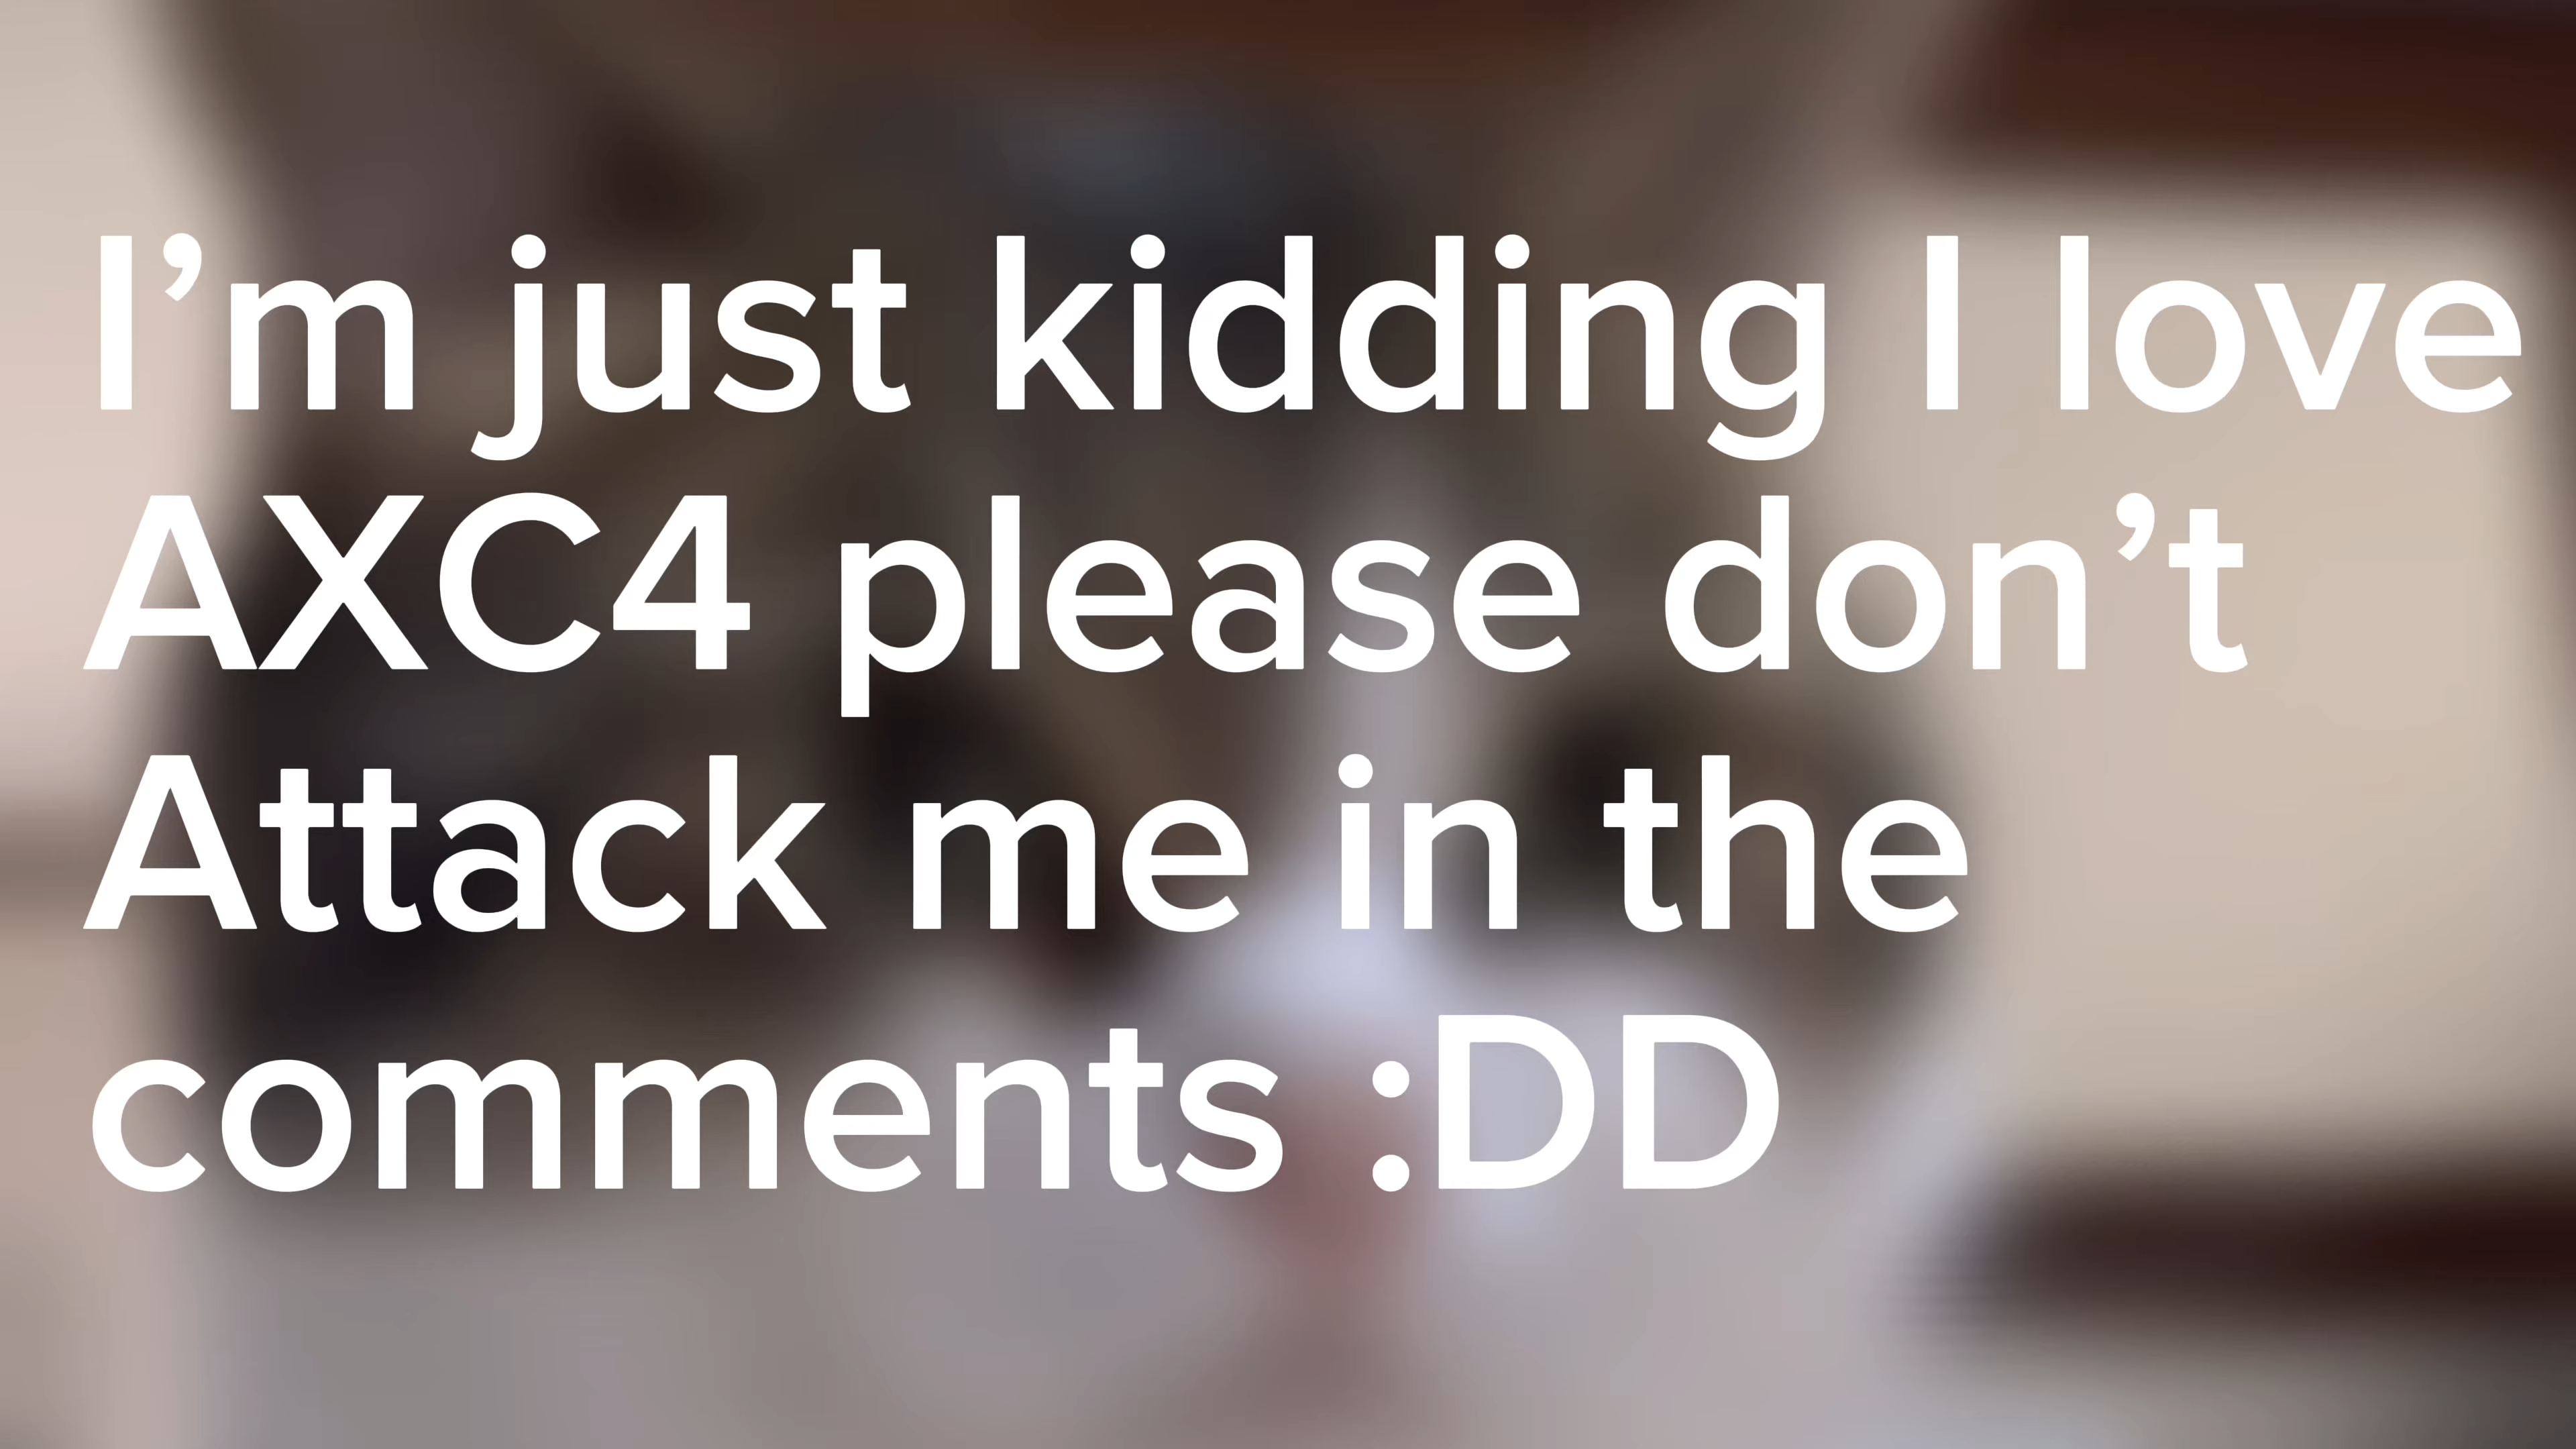 I’m just kidding I love
AXC4 please don’t
Attack me in the
comments :DD